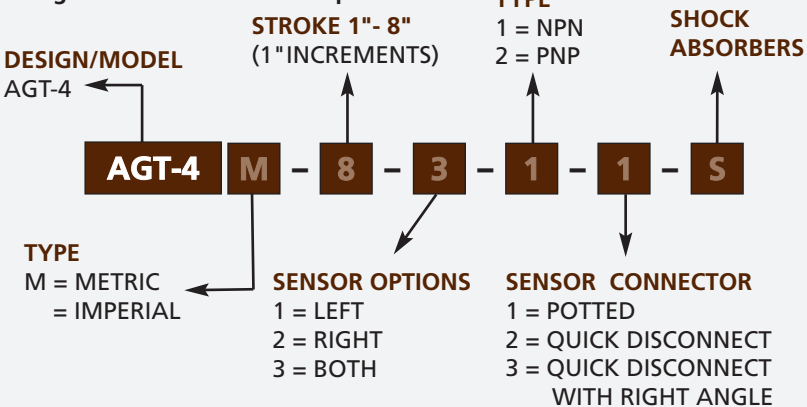 TYPE
STROKE 1"- 8"
(1"INCREMENTS)
1 = NPN
2 = PNP
SHOCK
ABSORBERS
DESIGN/MODEL
AGT-4
AGT-4 M - 8 - 3 - 1 - 1 - S
TYPE
M = METRIC
= IMPERIAL
SENSOR OPTIONS
1 = LEFT
2 = RIGHT
3 = BOTH
SENSOR CONNECTOR
1 = POTTED
2 = QUICK DISCONNECT
3 = QUICK DISCONNECT
WITH RIGHT ANGLE